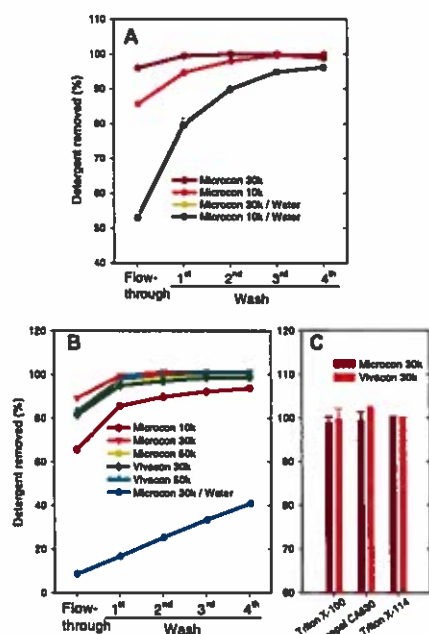 A
Detergent removed (%)
110
100
90
80
70
60
50
40
Microcon 30k
Microcon 10k
Microcon 30k / Water
Microcon 10k / Water
Flow-through
1st
2nd
3rd
4th
Wash
B
Detergent removed (%)
120
100
80
60
40
20
0
Microcon 10k
Microcon 30k
Microcon 50k
Vivacon 30k
Vivacon 50k
Microcon 30k / Water
Flow-through
1st
2nd
3rd
4th
Wash
C
120
110
100
90
80
70
60
Microcon 30k
Vivacon 30k
Triton X-100
CA630
Triton X-114